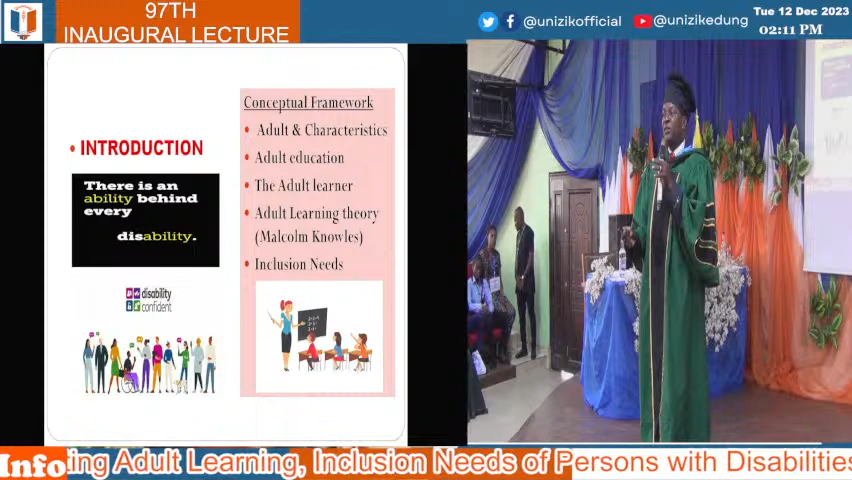 97TH
INAUGURAL LECTURE
@unizikofficial
@unizikedung
Tue 12 Dec 2023
02:11 PM
• INTRODUCTION
There is an
ability behind
every
disability.
disability
confident
Conceptual Framework
• Adult & Characteristics
• Adult education
• The Adult learner
• Adult Learning theory
(Malcolm Knowles)
• Inclusion Needs
Info
ting Adult Learning, Inclusion Needs of Persons with Disabilities